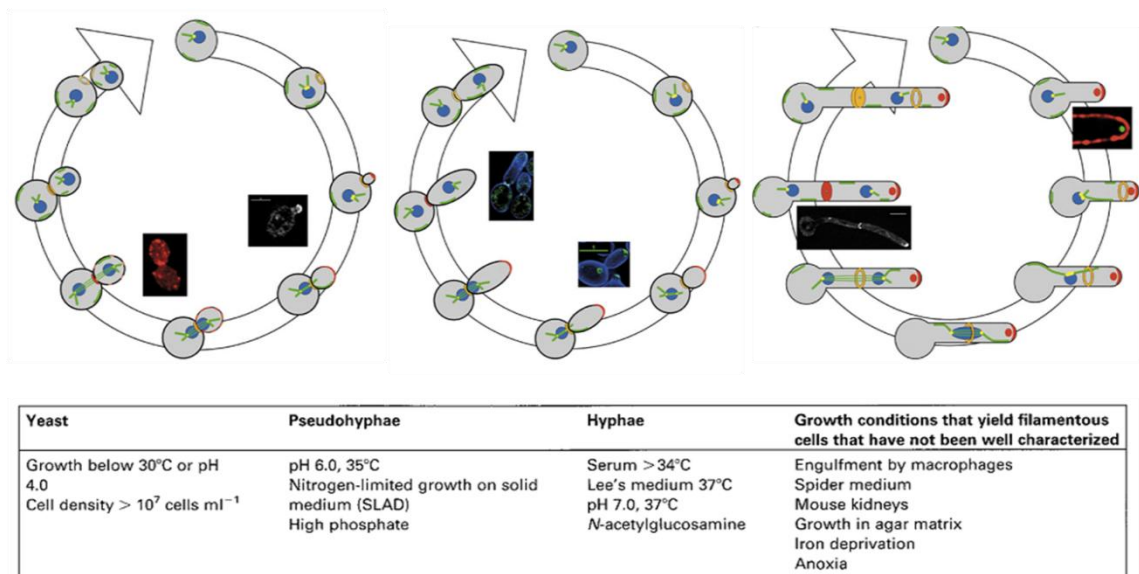 Yeast
Growth below 30°C or pH
4.0
Cell density > 10⁷ cells ml⁻¹
Pseudohyphae
pH 6.0, 35°C
Nitrogen-limited growth on solid
medium (SLAD)
High phosphate
Hyphae
Serum >34°C
Lee's medium 37°C
pH 7.0, 37°C
N-acetylglucosamine
Growth conditions that yield filamentous
cells that have not been well characterized
Engulfment by macrophages
Spider medium
Mouse kidneys
Growth in agar matrix
Iron deprivation
Anoxia